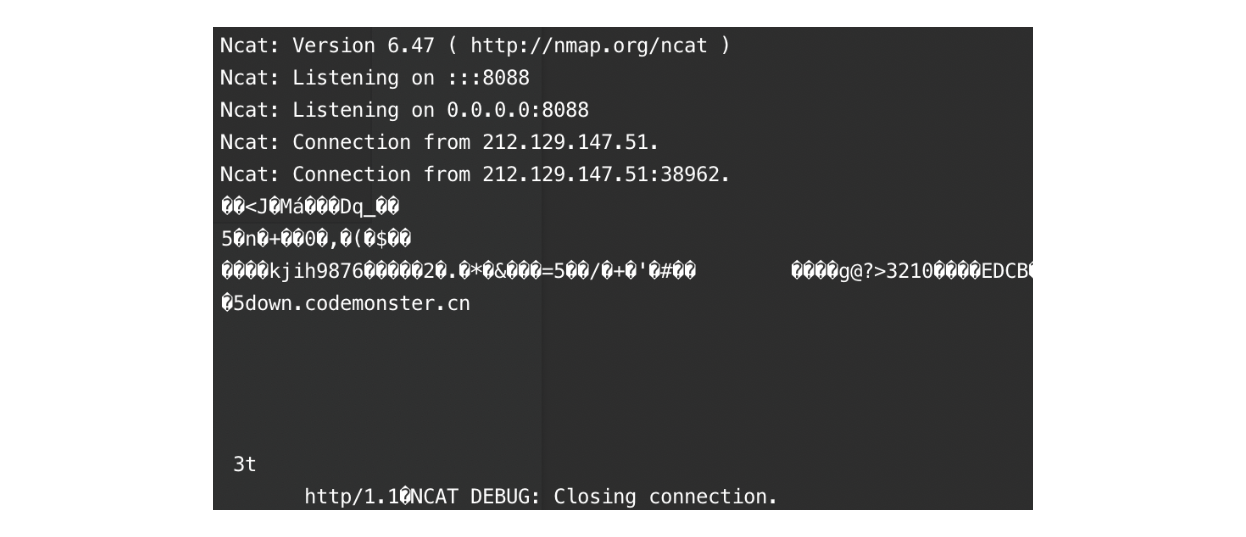 Ncat: Version 6.47 ( http://nmap.org/ncat )
Ncat: Listening on :::8088
Ncat: Listening on 0.0.0.0:8088
Ncat: Connection from 212.129.147.51.
Ncat: Connection from 212.129.147.51:38962.
��<J�Má���Dq_��
5�n�+��0�,�(�$��
����kjih9876�����2�.�*�&���=5��/�+�'�#�� ����g@?>3210����EDCB�
�5down.codemonster.cn
3t
http/1.1�NCAT DEBUG: Closing connection.